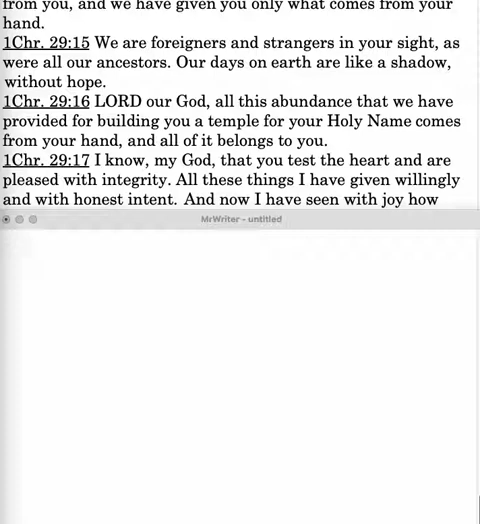 from you, and we have given you only what comes from your
hand.
1Chr. 29:15 We are foreigners and strangers in your sight, as
were all our ancestors. Our days on earth are like a shadow,
without hope.
1Chr. 29:16 LORD our God, all this abundance that we have
provided for building you a temple for your Holy Name comes
from your hand, and all of it belongs to you.
1Chr. 29:17 I know, my God, that you test the heart and are
pleased with integrity. All these things I have given willingly
and with honest intent. And now I have seen with joy how
MrWriter - untitled